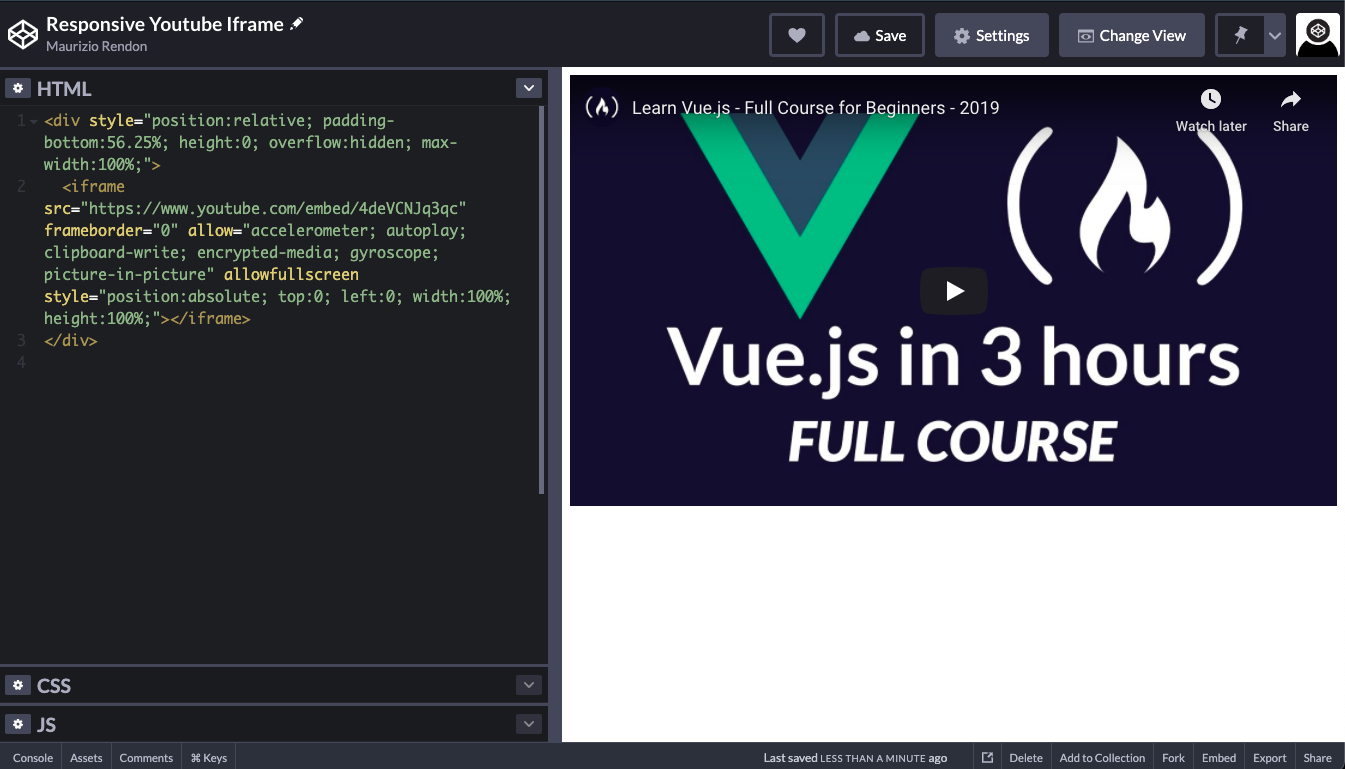 Responsive Youtube Iframe
Maurizio Rendon
Save
Settings
Change View
HTML
1 <div style="position:relative; padding-
bottom:56.25%; height:0; overflow:hidden; max-
width:100%;">
2 <iframe
src="https://www.youtube.com/embed/4deVCNJq3qc"
frameborder="0" allow="accelerometer; autoplay;
clipboard-write; encrypted-media; gyroscope;
picture-in-picture" allowfullscreen
style="position:absolute; top:0; left:0; width:100%;
height:100%;"></iframe>
3 </div>
4
CSS
JS
Learn Vue.js - Full Course for Beginners - 2019
Watch later
Share
Vue.js in 3 hours
FULL COURSE
Console
Assets
Comments
⌘ Keys
Last saved LESS THAN A MINUTE ago
Delete
Add to Collection
Fork
Embed
Export
Share